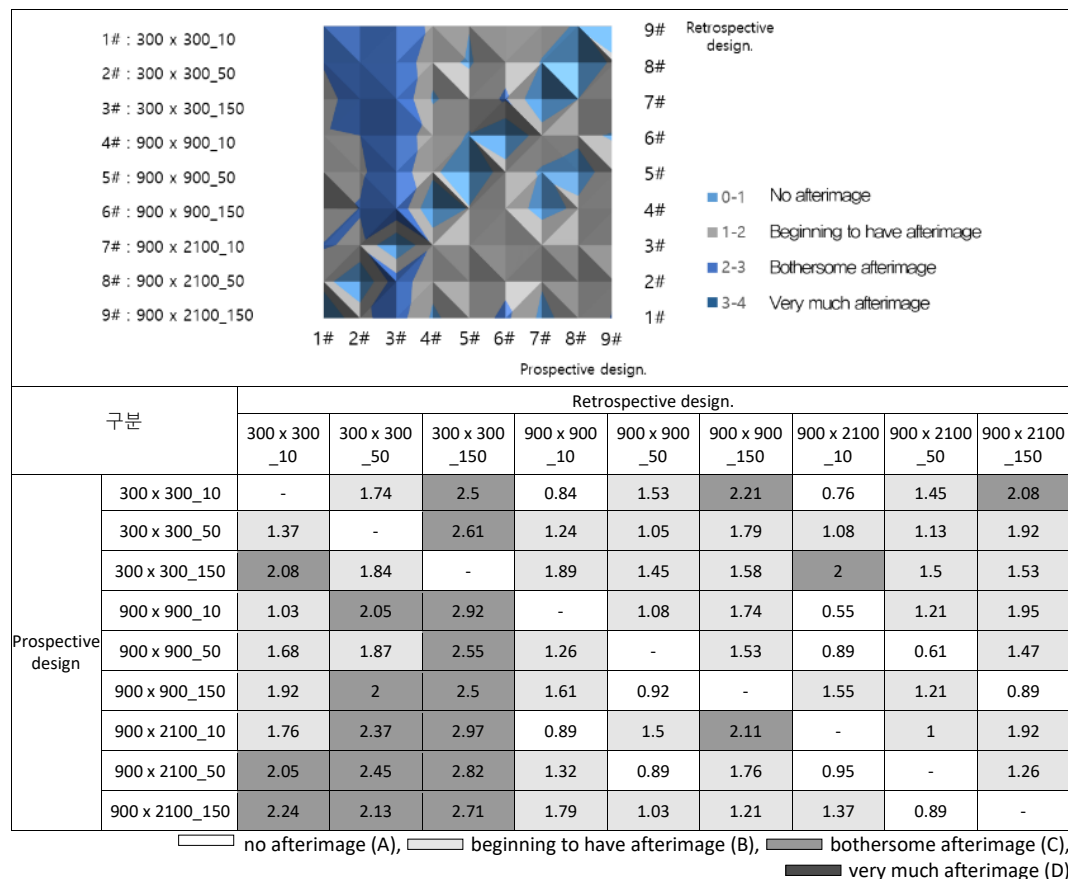 1# : 300 x 300_10
2# : 300 x 300_50
3# : 300 x 300_150
4# : 900 x 900_10
5# : 900 x 900_50
6# : 900 x 900_150
7# : 900 x 2100_10
8# : 900 x 2100_50
9# : 900 x 2100_150
9# Retrospective
design.
8#
7#
6#
5#
4#
3#
2#
1#
0-1 No afterimage
1-2 Beginning to have afterimage
2-3 Bothersome afterimage
3-4 Very much afterimage
1# 2# 3# 4# 5# 6# 7# 8# 9#
Prospective design.
구분 Retrospective design.
300 x 300 300 x 300 300 x 300 900 x 900 900 x 900 900 x 900 900 x 2100 900 x 2100 900 x 2100
_10 _50 _150 _10 _50 _150 _10 _50 _150
Prospective
design
300 x 300_10 - 1.74 2.5 0.84 1.53 2.21 0.76 1.45 2.08
300 x 300_50 1.37 - 2.61 1.24 1.05 1.79 1.08 1.13 1.92
300 x 300_150 2.08 1.84 - 1.89 1.45 1.58 2 1.5 1.53
900 x 900_10 1.03 2.05 2.92 - 1.08 1.74 0.55 1.21 1.95
900 x 900_50 1.68 1.87 2.55 1.26 - 1.53 0.89 0.61 1.47
900 x 900_150 1.92 2 2.5 1.61 0.92 - 1.55 1.21 0.89
900 x 2100_10 1.76 2.37 2.97 0.89 1.5 2.11 - 1 1.92
900 x 2100_50 2.05 2.45 2.82 1.32 0.89 1.76 0.95 - 1.26
900 x 2100_150 2.24 2.13 2.71 1.79 1.03 1.21 1.37 0.89 -
no afterimage (A), beginning to have afterimage (B), bothersome afterimage (C),
very much afterimage (D)